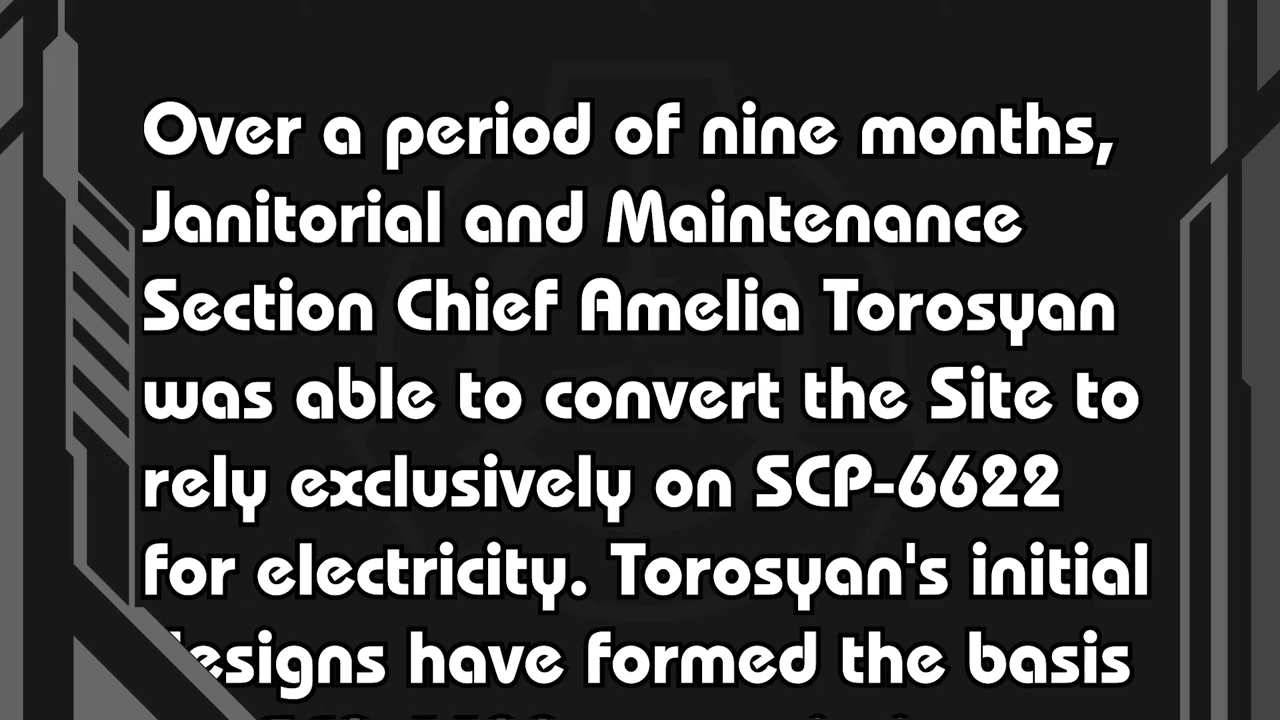 Over a period of nine months,
Janitorial and Maintenance
Section Chief Amelia Torosyan
was able to convert the Site to
rely exclusively on SCP-6622
for electricity. Torosyan's initial
designs have formed the basis